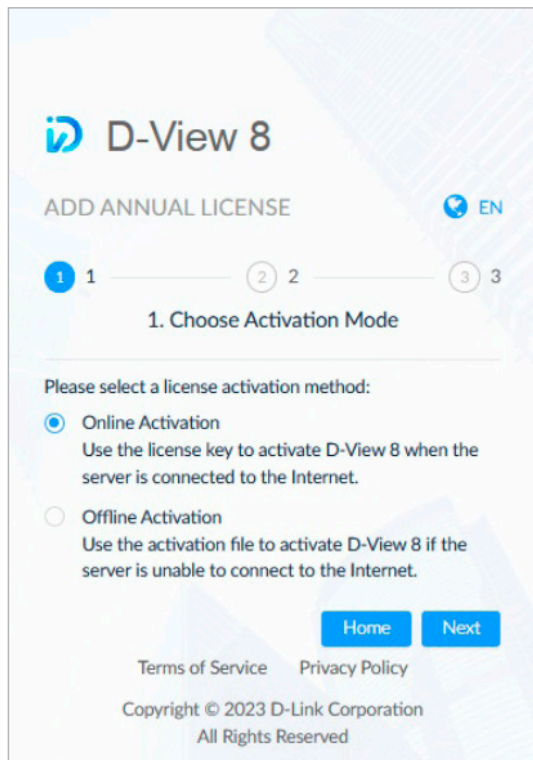 D-View 8
ADD ANNUAL LICENSE
EN
1 1 2 2 3 3
1. Choose Activation Mode
Please select a license activation method:
Online Activation
Use the license key to activate D-View 8 when the
server is connected to the Internet.
Offline Activation
Use the activation file to activate D-View 8 if the
server is unable to connect to the Internet.
Home Next
Terms of Service Privacy Policy
Copyright © 2023 D-Link Corporation
All Rights Reserved